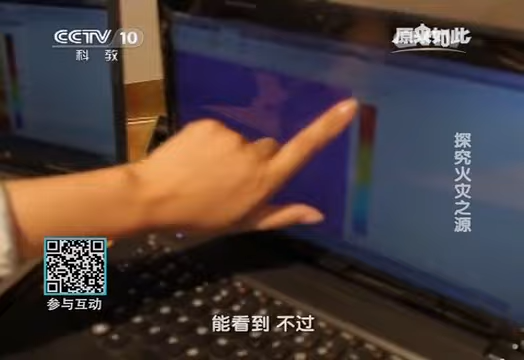 CCTV 10
科教
原来如此
探究火灾之源
参与互动
能看到 不过